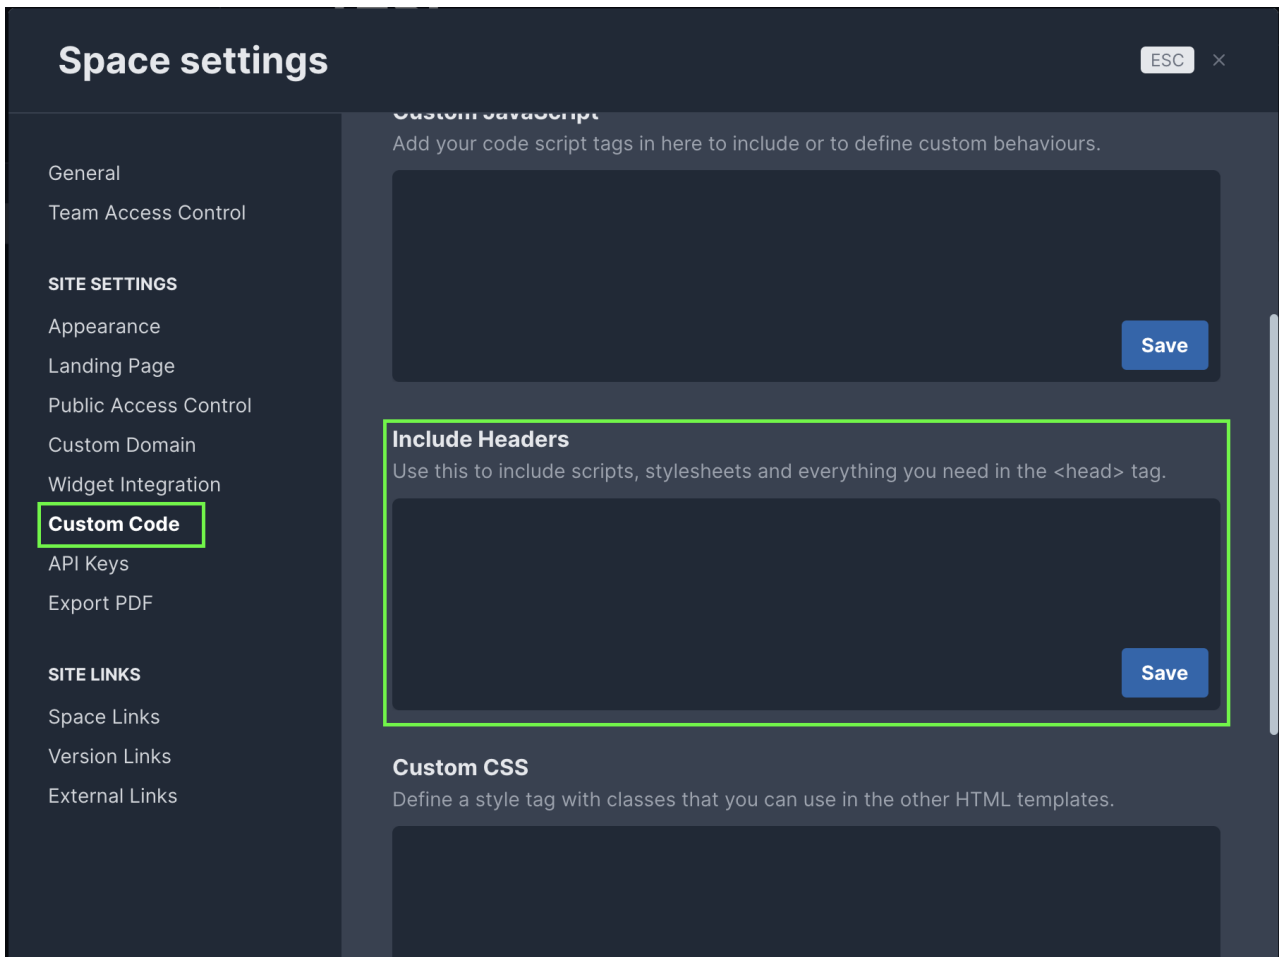 Space settings
ESC
General
Team Access Control
SITE SETTINGS
Appearance
Landing Page
Public Access Control
Custom Domain
Widget Integration
Custom Code
API Keys
Export PDF
SITE LINKS
Space Links
Version Links
External Links
Custom JavaScript
Add your code script tags in here to include or to define custom behaviours.
Save
Include Headers
Use this to include scripts, stylesheets and everything you need in the <head> tag.
Save
Custom CSS
Define a style tag with classes that you can use in the other HTML templates.